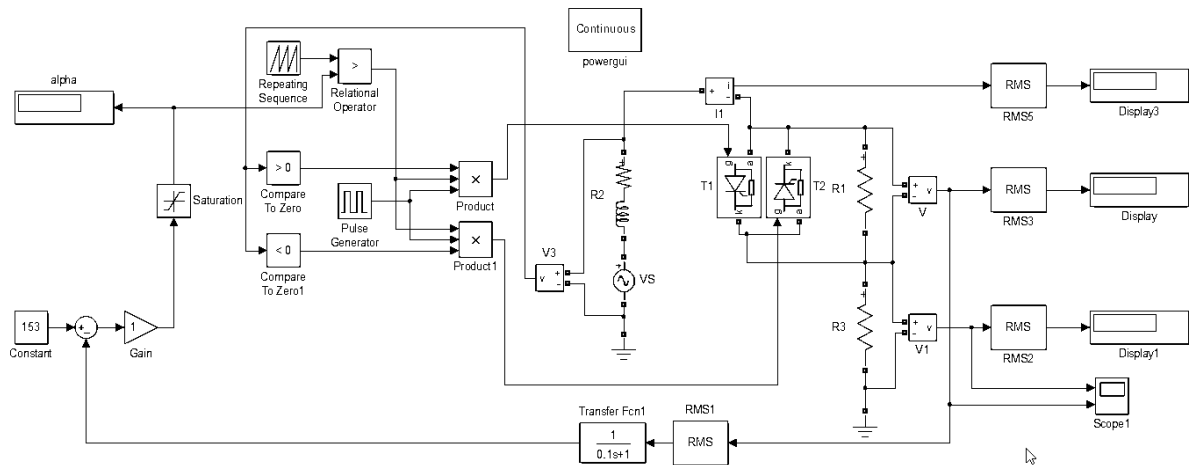 Continuous
powergui
alpha
Repeating
Sequence
>
Relational
Operator
+
-
i
I1
RMS
RMS5
Display3
> 0
Compare
To Zero
×
Product
Saturation
Pulse
Generator
< 0
Compare
To Zero1
×
Product1
R2
+
V3
v
+
-
VS
+
g
a
T1
k
k
T2
g
a
R1
+
+
-
v
V
RMS
RMS3
Display
R3
+
+
-
v
V1
RMS
RMS2
Display1
Scope1
153
Constant
+
-
1
Gain
Transfer Fcn1
1
0.1s+1
RMS1
RMS